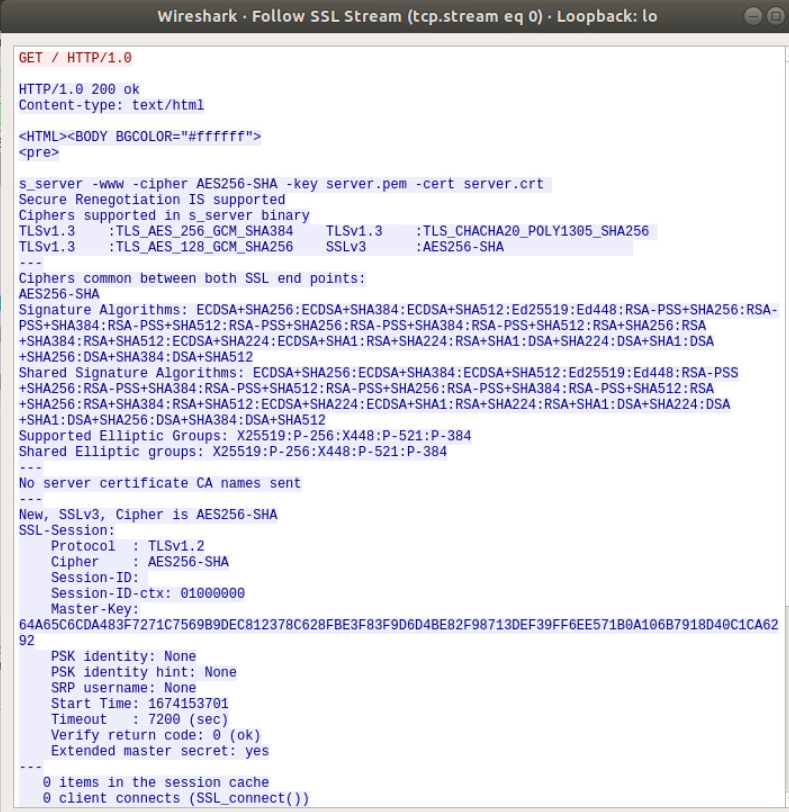 Wireshark · Follow SSL Stream (tcp.stream eq 0) · Loopback: lo
GET / HTTP/1.0
HTTP/1.0 200 ok
Content-type: text/html
<HTML><BODY BGCOLOR="#ffffff">
<pre>
s_server -www -cipher AES256-SHA -key server.pem -cert server.crt
Secure Renegotiation IS supported
Ciphers supported in s_server binary
TLSv1.3    :TLS_AES_256_GCM_SHA384    TLSv1.3    :TLS_CHACHA20_POLY1305_SHA256
TLSv1.3    :TLS_AES_128_GCM_SHA256    SSLv3      :AES256-SHA
---
Ciphers common between both SSL end points:
AES256-SHA
Signature Algorithms: ECDSA+SHA256:ECDSA+SHA384:ECDSA+SHA512:Ed25519:Ed448:RSA-PSS+SHA256:RSA-
PSS+SHA384:RSA-PSS+SHA512:RSA-PSS+SHA256:RSA-PSS+SHA384:RSA-PSS+SHA512:RSA+SHA256:RSA
+SHA384:RSA+SHA512:ECDSA+SHA224:ECDSA+SHA1:RSA+SHA224:RSA+SHA1:DSA+SHA224:DSA+SHA1:DSA
+SHA256:DSA+SHA384:DSA+SHA512
Shared Signature Algorithms: ECDSA+SHA256:ECDSA+SHA384:ECDSA+SHA512:Ed25519:Ed448:RSA-PSS
+SHA256:RSA-PSS+SHA384:RSA-PSS+SHA512:RSA-PSS+SHA256:RSA-PSS+SHA384:RSA-PSS+SHA512:RSA
+SHA256:RSA+SHA384:RSA+SHA512:ECDSA+SHA224:ECDSA+SHA1:RSA+SHA224:RSA+SHA1:DSA+SHA224:DSA
+SHA1:DSA+SHA256:DSA+SHA384:DSA+SHA512
Supported Elliptic Groups: X25519:P-256:X448:P-521:P-384
Shared Elliptic groups: X25519:P-256:X448:P-521:P-384
---
No server certificate CA names sent
---
New, SSLv3, Cipher is AES256-SHA
SSL-Session:
    Protocol  : TLSv1.2
    Cipher    : AES256-SHA
    Session-ID:
    Session-ID-ctx: 01000000
    Master-Key:
64A65C6CDA483F7271C7569B9DEC812378C628FBE3F83F9D6D4BE82F98713DEF39FF6EE571B0A106B7918D40C1CA62
92
    PSK identity: None
    PSK identity hint: None
    SRP username: None
    Start Time: 1674153701
    Timeout   : 7200 (sec)
    Verify return code: 0 (ok)
    Extended master secret: yes
---
   0 items in the session cache
   0 client connects (SSL_connect())